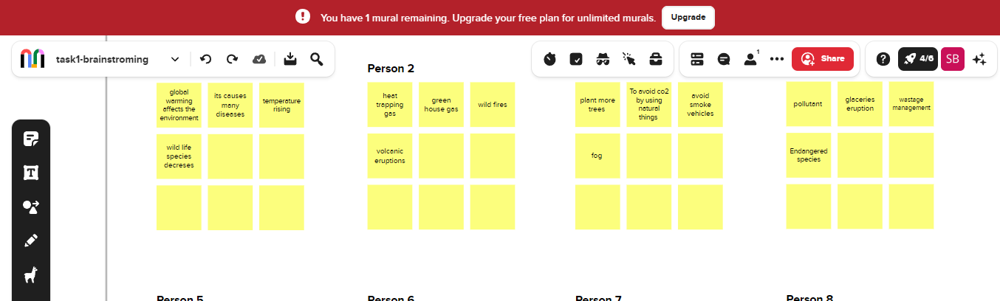 You have 1 mural remaining. Upgrade your free plan for unlimited murals.
Upgrade
task1-brainstroming
1
Share
4/6
SB
Person 2
global
warming
affects the
environment
its causes
many
diseases
temperature
rising
wild life
species
decreses
heat
trapping
gas
green
house gas
wild fires
volcanic
eruptions
plant more
trees
To avoid co2
by using
natural
things
avoid
smoke
vehicles
fog
pollutant
glaceries
eruption
wastage
management
Endangered
species
Person 5
Person 6
Person 7
Person 8